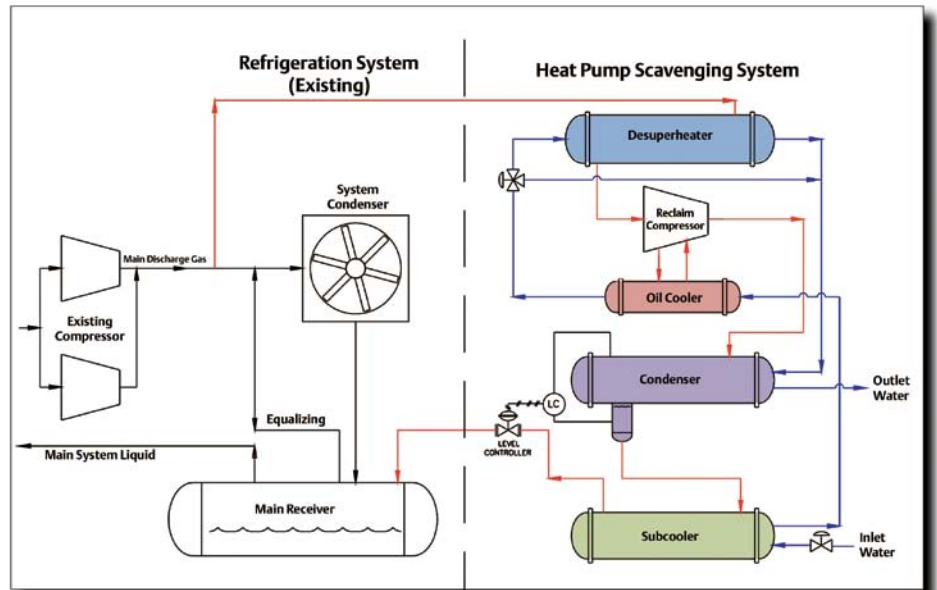 Refrigeration System
(Existing)
Heat Pump Scavenging System
Desuperheater
System
Condenser
Reclaim
Compressor
Main Discharge Gas
Oil Cooler
Existing
Compressor
Condenser
Outlet
Water
LC
Equalizing
LEVEL
CONTROLLER
Main System Liquid
Main Receiver
Subcooler
Inlet
Water